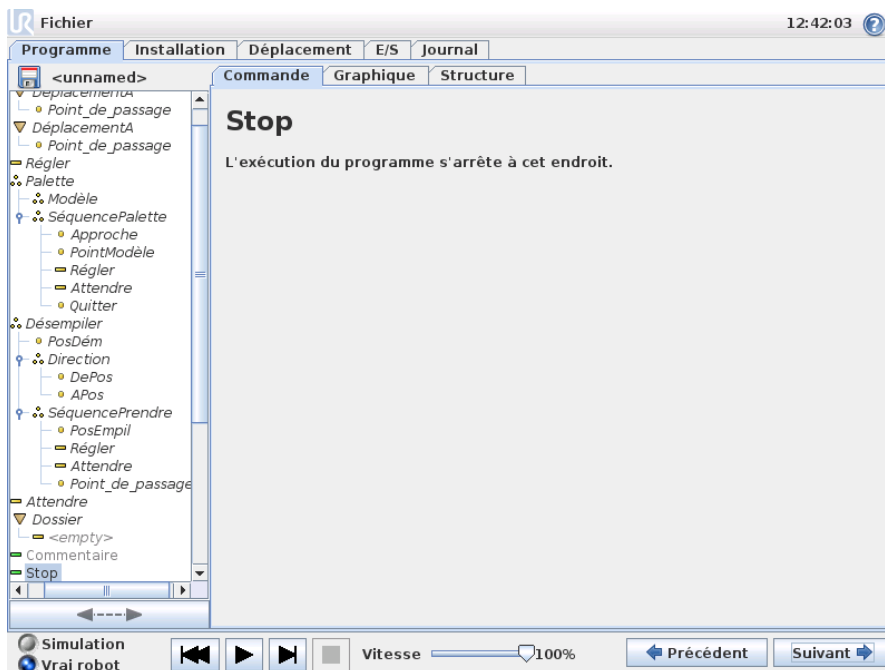 UR Fichier 12:42:03 ?
Programme Installation Déplacement E/S Journal
<unnamed> Commande Graphique Structure
DéplacementA
Point_de_passage
DéplacementA
Point_de_passage
Régler
Palette
Modèle
SéquencePalette
Approche
PointModèle
Régler
Attendre
Quitter
Désempiler
PosDém
Direction
DePos
APos
SéquencePrendre
PosEmpil
Régler
Attendre
Point_de_passage
Attendre
Dossier
<empty>
Commentaire
Stop
Stop
L'exécution du programme s'arrête à cet endroit.
Simulation
Vrai robot
Vitesse 100%
Précédent Suivant